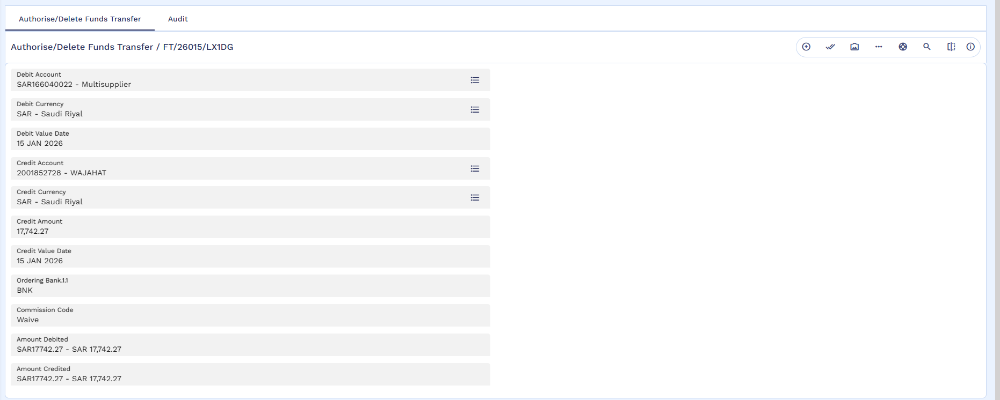 Authorise/Delete Funds Transfer
Audit
Authorise/Delete Funds Transfer / FT/26015/LX1DG
Debit Account
SAR166040022 - Multisupplier
Debit Currency
SAR - Saudi Riyal
Debit Value Date
15 JAN 2026
Credit Account
2001852728 - WAJAHAT
Credit Currency
SAR - Saudi Riyal
Credit Amount
17,742.27
Credit Value Date
15 JAN 2026
Ordering Bank.1.1
BNK
Commission Code
Waive
Amount Debited
SAR17742.27 - SAR 17,742.27
Amount Credited
SAR17742.27 - SAR 17,742.27